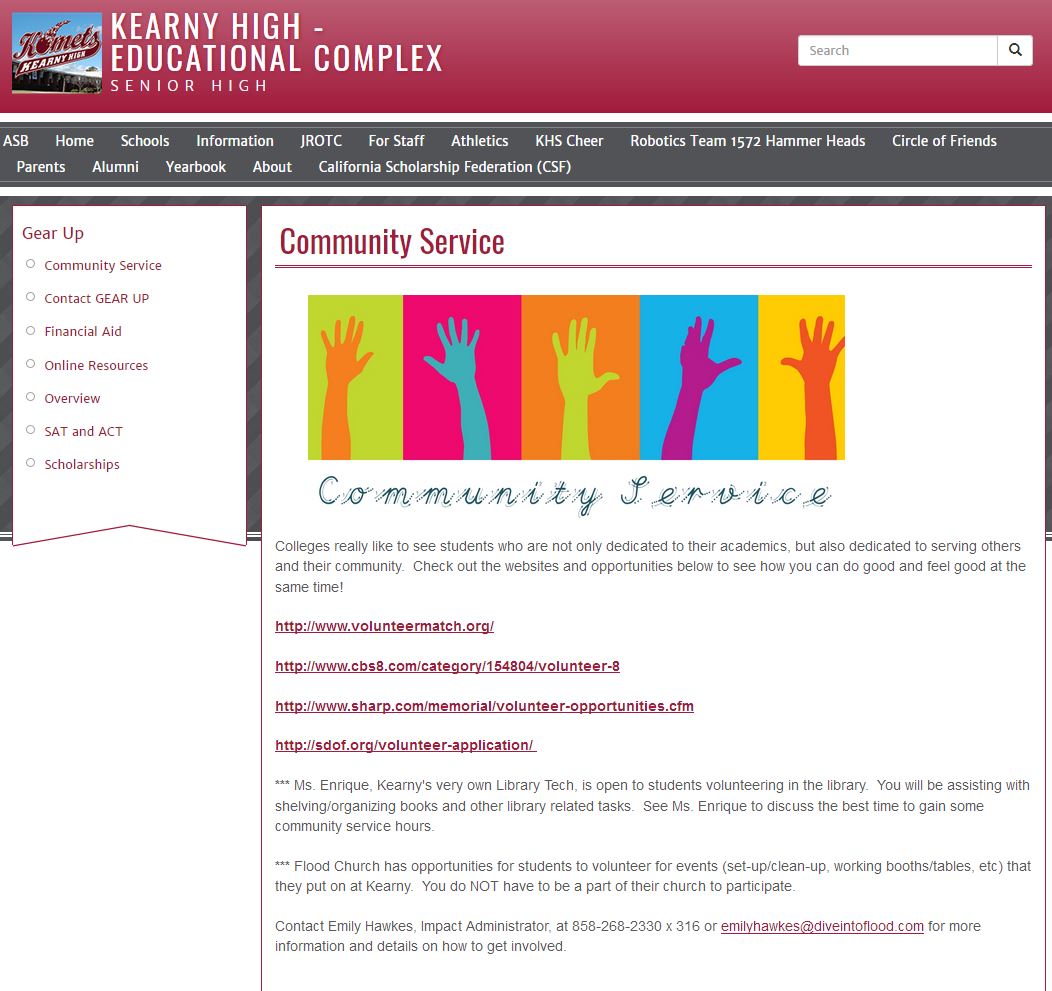 Komets
KEARNY HIGH
KEARNY HIGH -
EDUCATIONAL COMPLEX
SENIOR HIGH
Search
ASB Home Schools Information JROTC For Staff Athletics KHS Cheer Robotics Team 1572 Hammer Heads Circle of Friends
Parents Alumni Yearbook About California Scholarship Federation (CSF)
Gear Up
Community Service
Contact GEAR UP
Financial Aid
Online Resources
Overview
SAT and ACT
Scholarships
Community Service
Community Service
Colleges really like to see students who are not only dedicated to their academics, but also dedicated to serving others
and their community. Check out the websites and opportunities below to see how you can do good and feel good at the
same time!
http://www.volunteermatch.org/
http://www.cbs8.com/category/154804/volunteer-8
http://www.sharp.com/memorial/volunteer-opportunities.cfm
http://sdof.org/volunteer-application/
*** Ms. Enrique, Kearny's very own Library Tech, is open to students volunteering in the library. You will be assisting with
shelving/organizing books and other library related tasks. See Ms. Enrique to discuss the best time to gain some
community service hours.
*** Flood Church has opportunities for students to volunteer for events (set-up/clean-up, working booths/tables, etc) that
they put on at Kearny. You do NOT have to be a part of their church to participate.
Contact Emily Hawkes, Impact Administrator, at 858-268-2330 x 316 or emilyhawkes@diveintoflood.com for more
information and details on how to get involved.